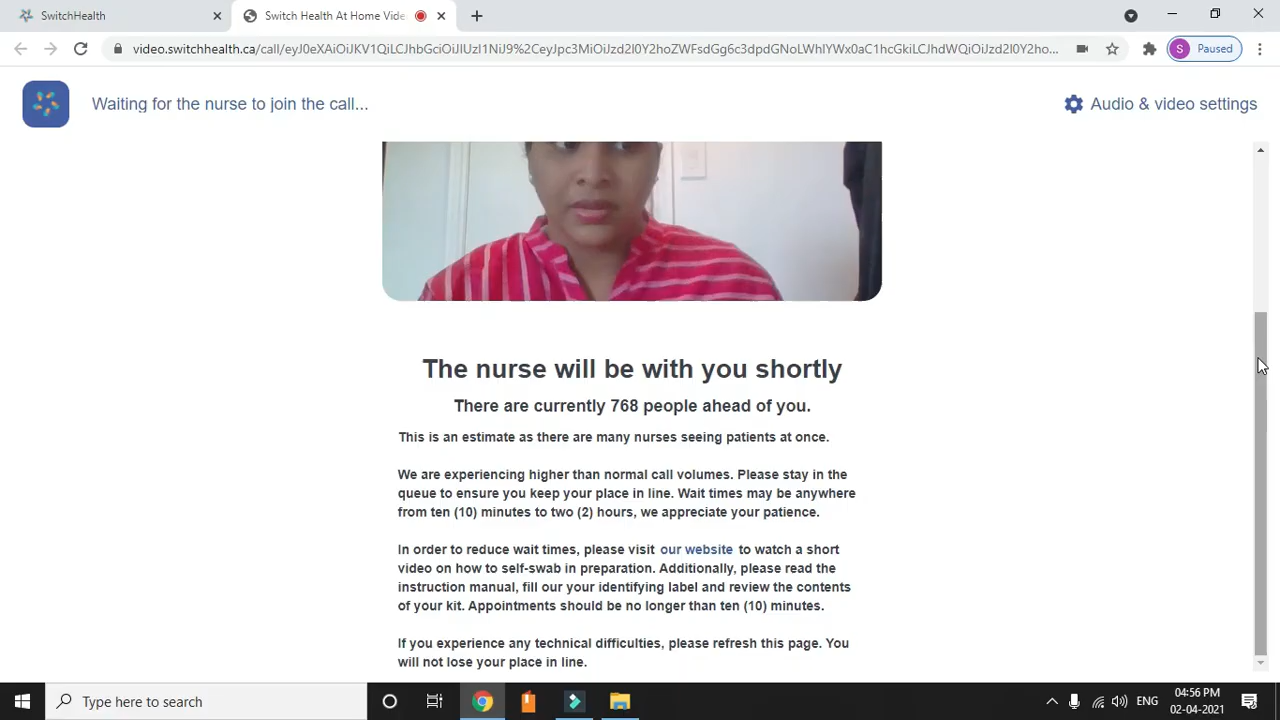 SwitchHealth
Switch Health At Home Vide
video.switchhealth.ca/call/eyJ0eXAiOiJKV1QiLCJhbGciOiJIUzI1NiJ9%2CeyJpc3MiOiJzd2l0Y2hoZWFsdGg6c3dpdGNoLWhlYWx0aC1hcGkiLCJhdWQiOiJzd2l0Y2ho...
S Paused
Waiting for the nurse to join the call...
Audio & video settings
The nurse will be with you shortly
There are currently 768 people ahead of you.
This is an estimate as there are many nurses seeing patients at once.
We are experiencing higher than normal call volumes. Please stay in the
queue to ensure you keep your place in line. Wait times may be anywhere
from ten (10) minutes to two (2) hours, we appreciate your patience.
In order to reduce wait times, please visit our website to watch a short
video on how to self-swab in preparation. Additionally, please read the
instruction manual, fill our your identifying label and review the contents
of your kit. Appointments should be no longer than ten (10) minutes.
If you experience any technical difficulties, please refresh this page. You
will not lose your place in line.
Type here to search
ENG
04:56 PM
02-04-2021